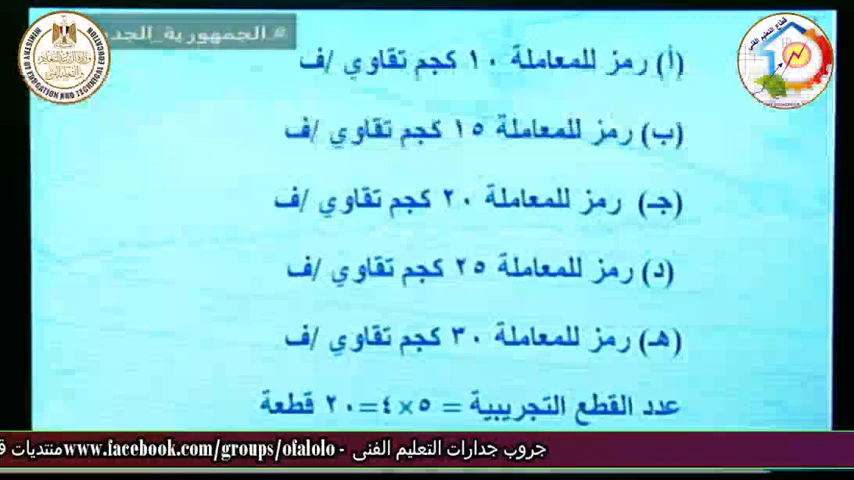 #_الجمهورية_الجد
(أ) رمز للمعاملة ١٠ كجم تقاوي /ف
(ب) رمز للمعاملة ١٥ كجم تقاوي /ف
(جـ) رمز للمعاملة ٢٠ كجم تقاوي /ف
(د) رمز للمعاملة ٢٥ كجم تقاوي /ف
(هـ) رمز للمعاملة ٣٠ كجم تقاوي /ف
عدد القطع التجريبية = ٥×٤=٢٠ قطعة
جروب جدارات التعليم الفنى - www.facebook.com/groups/ofalolo منتديات